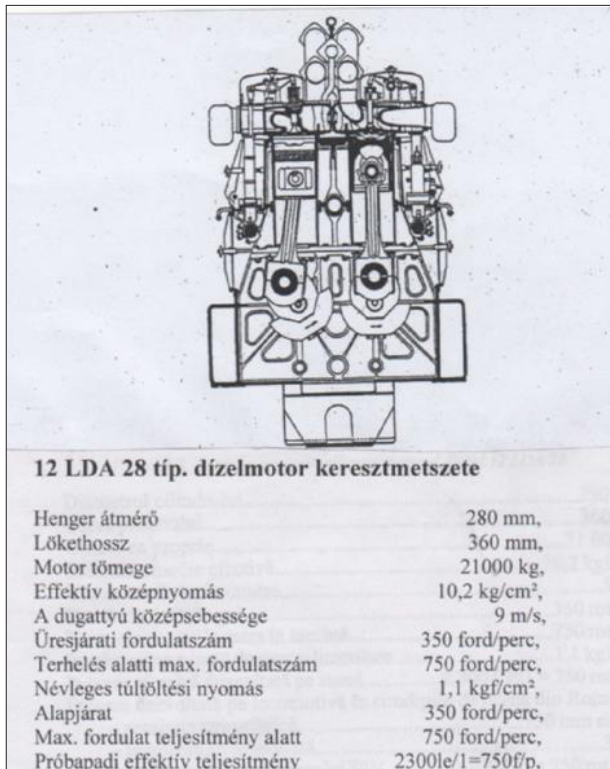 12 LDA 28 típ. dízelmotor keresztmetszete
Henger átmérő 280 mm,
Lökethossz 360 mm,
Motor tömege 21000 kg,
Effektív középnyomás 10,2 kg/cm²,
A dugattyú középsebessége 9 m/s,
Üresjárati fordulatszám 350 ford/perc,
Terhelés alatti max. fordulatszám 750 ford/perc,
Névleges túltöltési nyomás 1,1 kgf/cm²,
Alapjárat 350 ford/perc,
Max. fordulat teljesítmény alatt 750 ford/perc,
Próbapadi effektív teljesítmény 2300le/1=750f/p,